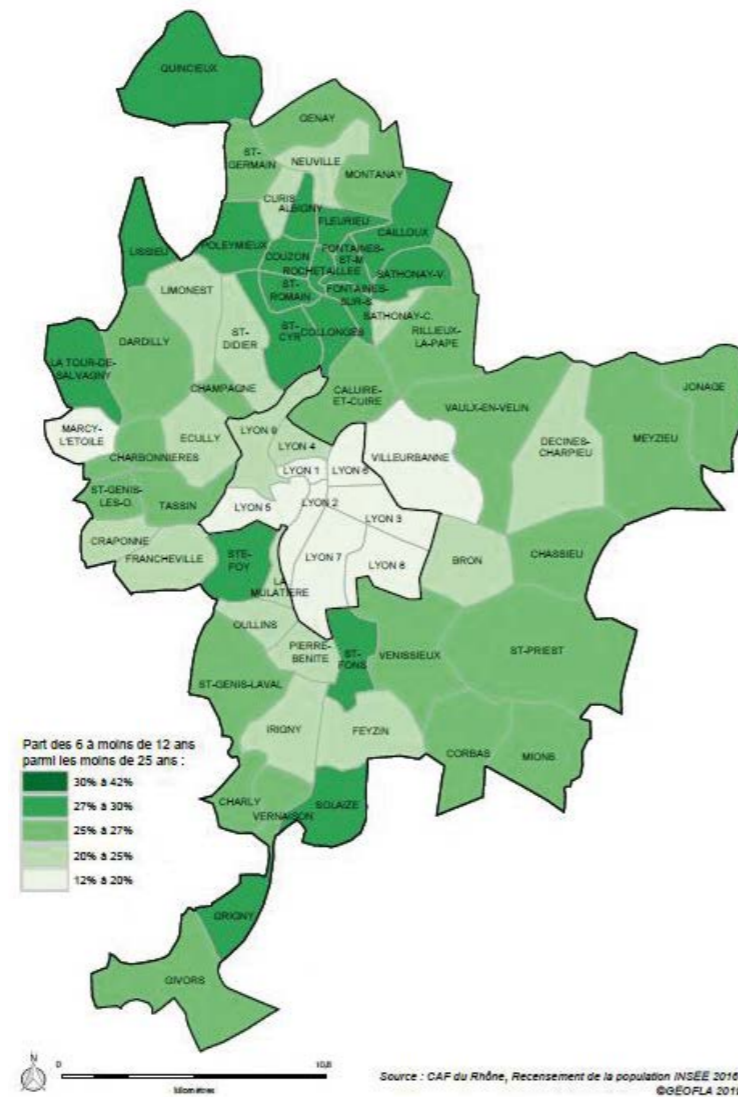 QUINCIEUX
GENAY
ST-
GERMAIN
NEUVILLE
MONTANAY
CURIS
ALBIGNY
FLEURIEU
CAILLOUX
LISSIEU
POLEYMIEUX
COUZON
FONTAINES-
ST-M
ROCHETAILLEE
SATHONAY-V.
LIMONEST
ST-
ROMAIN
FONTAINES-
SUR-S.
SATHONAY-C.
ST-
DIDIER
ST-
CYR
COLLONGES
RILLIEUX-
LA-PAPE
DARDILLY
LA TOUR-DE-
SALVAGNY
CHAMPAGNE
CALUIRE-
ET-CUIRE
VAULX-EN-VELIN
JONAGE
MARCY-
L'ETOILE
ECULLY
LYON 9
LYON 4
VILLEURBANNE
DECINES-
CHARPIEU
MEYZIEU
CHARBONNIERES
LYON 1
LYON 6
ST-GENIS-
LES-O.
TASSIN
LYON 5
LYON 2
LYON 3
CRAPONNE
FRANCHEVILLE
STE-
FOY
LYON 7
LYON 8
BRON
CHASSIEU
LA
MULATIERE
OULLINS
PIERRE-
BENITE
ST-
FONS
VENISSIEUX
ST-PRIEST
ST-GENIS-LAVAL
IRIGNY
FEYZIN
CORBAS
MIONS
CHARLY
VERNAISON
SOLAIZE
GRIGNY
GIVORS
Part des 6 à moins de 12 ans
parmi les moins de 25 ans :
30% à 42%
27% à 30%
25% à 27%
20% à 25%
12% à 20%
N
0
10,8
kilomètres
Source : CAF du Rhône, Recensement de la population INSÉE 2016
©GEOFLA 201